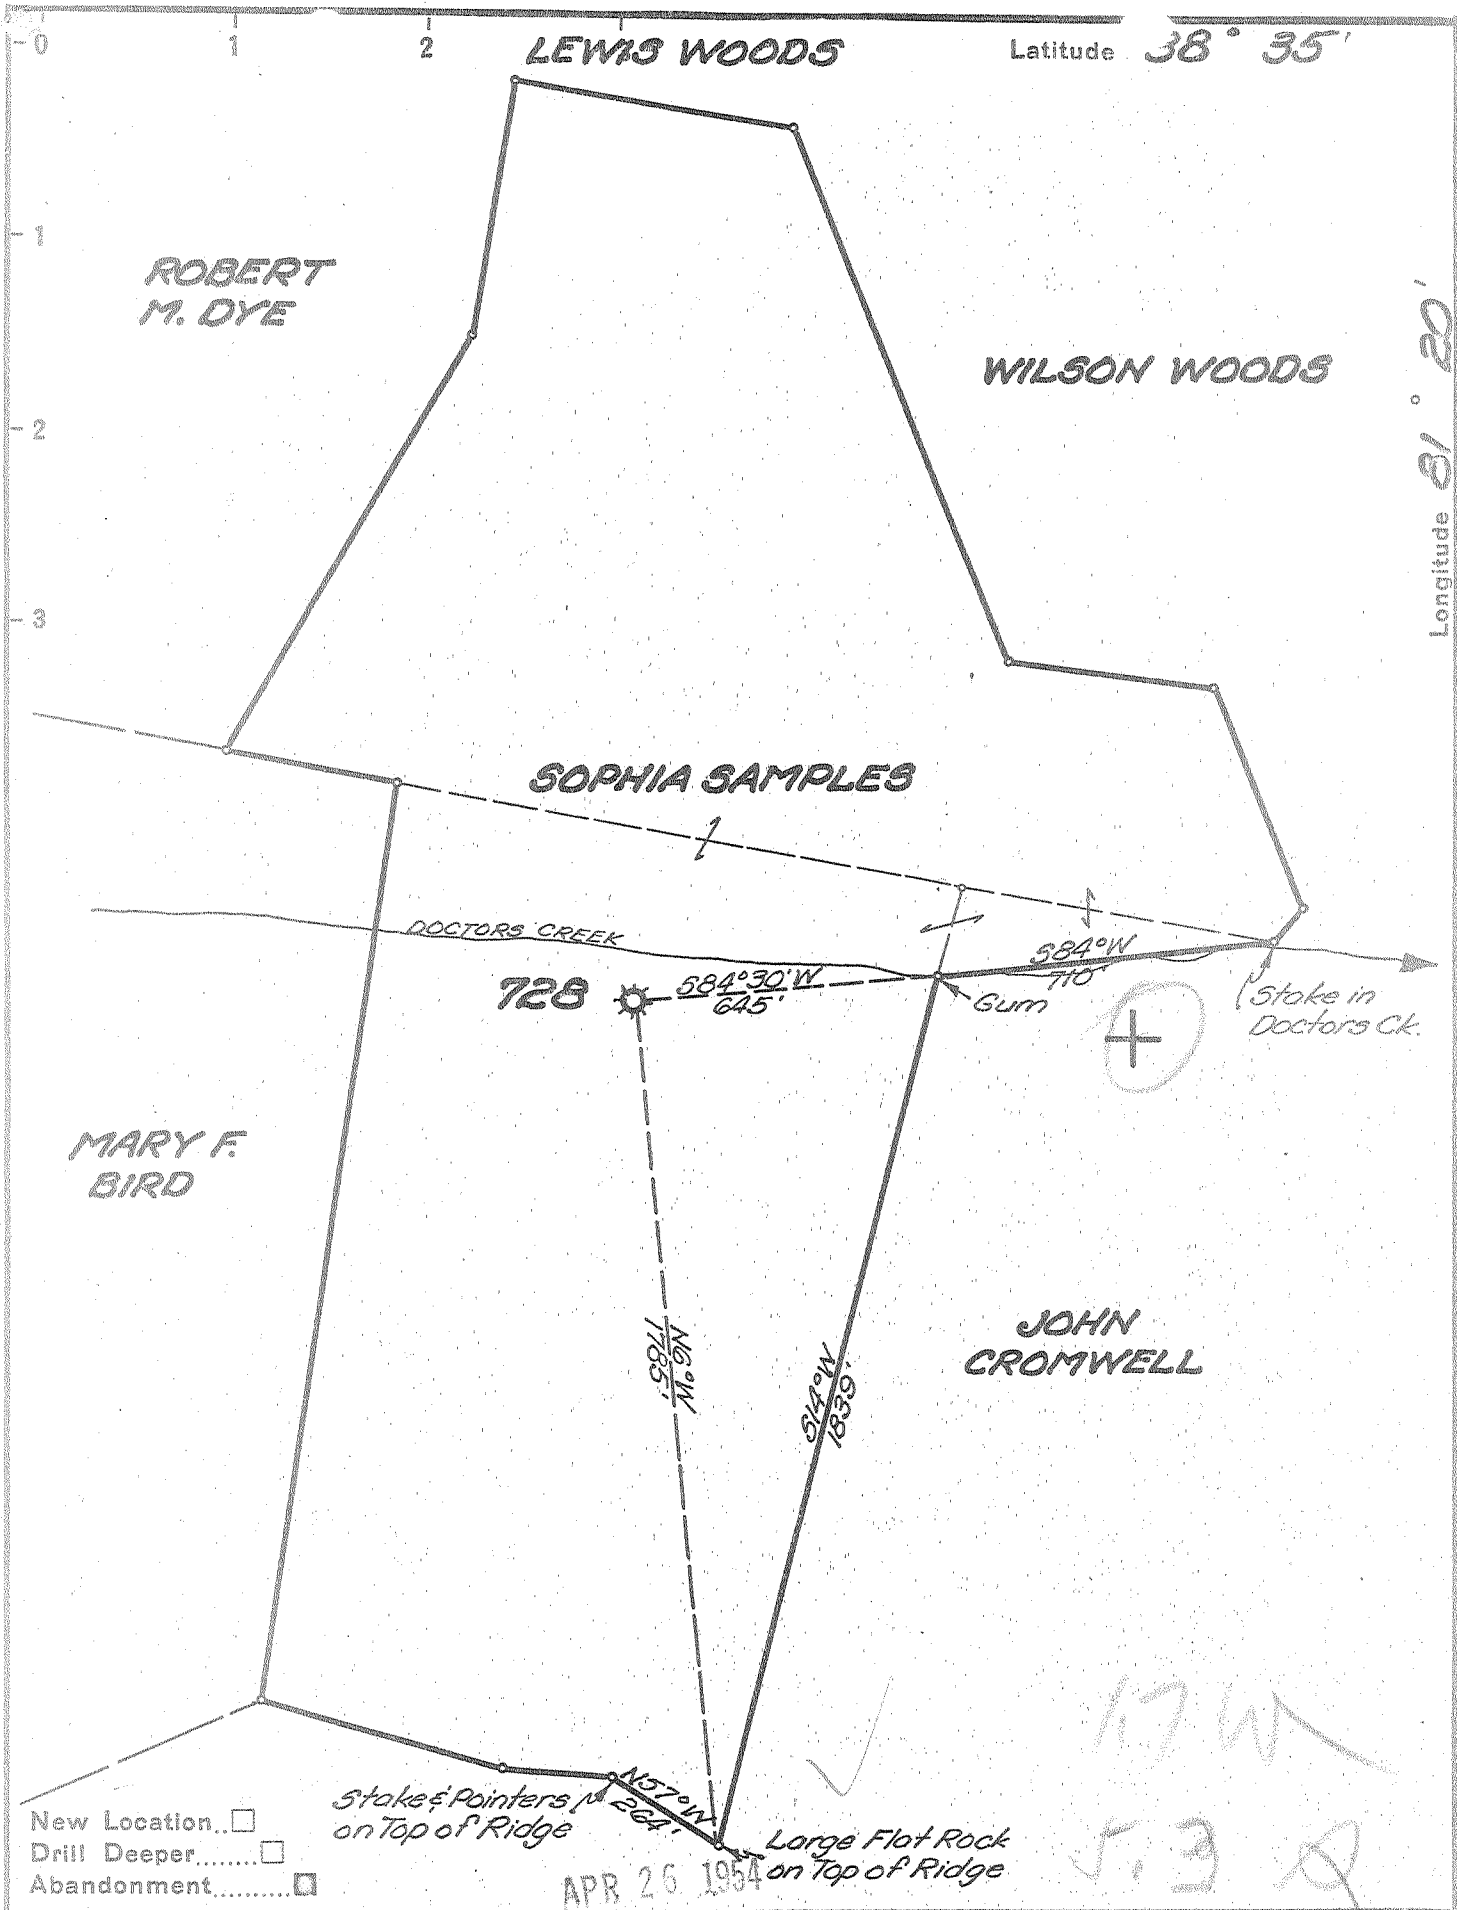 0
1
2
LEWIS WOODS
Latitude 38° 35'
1
ROBERT
M. DYE
WILSON WOODS
Longitude 81° 20'
2
3
SOPHIA SAMPLES
DOCTORS CREEK
728
S84°30'W
645'
S84°W
710'
Gum
Stake in
Doctors Ck.
+
MARY F.
BIRD
N6°W
1785'
S14°W
1839'
JOHN
CROMWELL
Stake & Pointers
on Top of Ridge
N57°W
264'
Large Flat Rock
on Top of Ridge
New Location..
Drill Deeper........
Abandonment..........
APR 26 1954